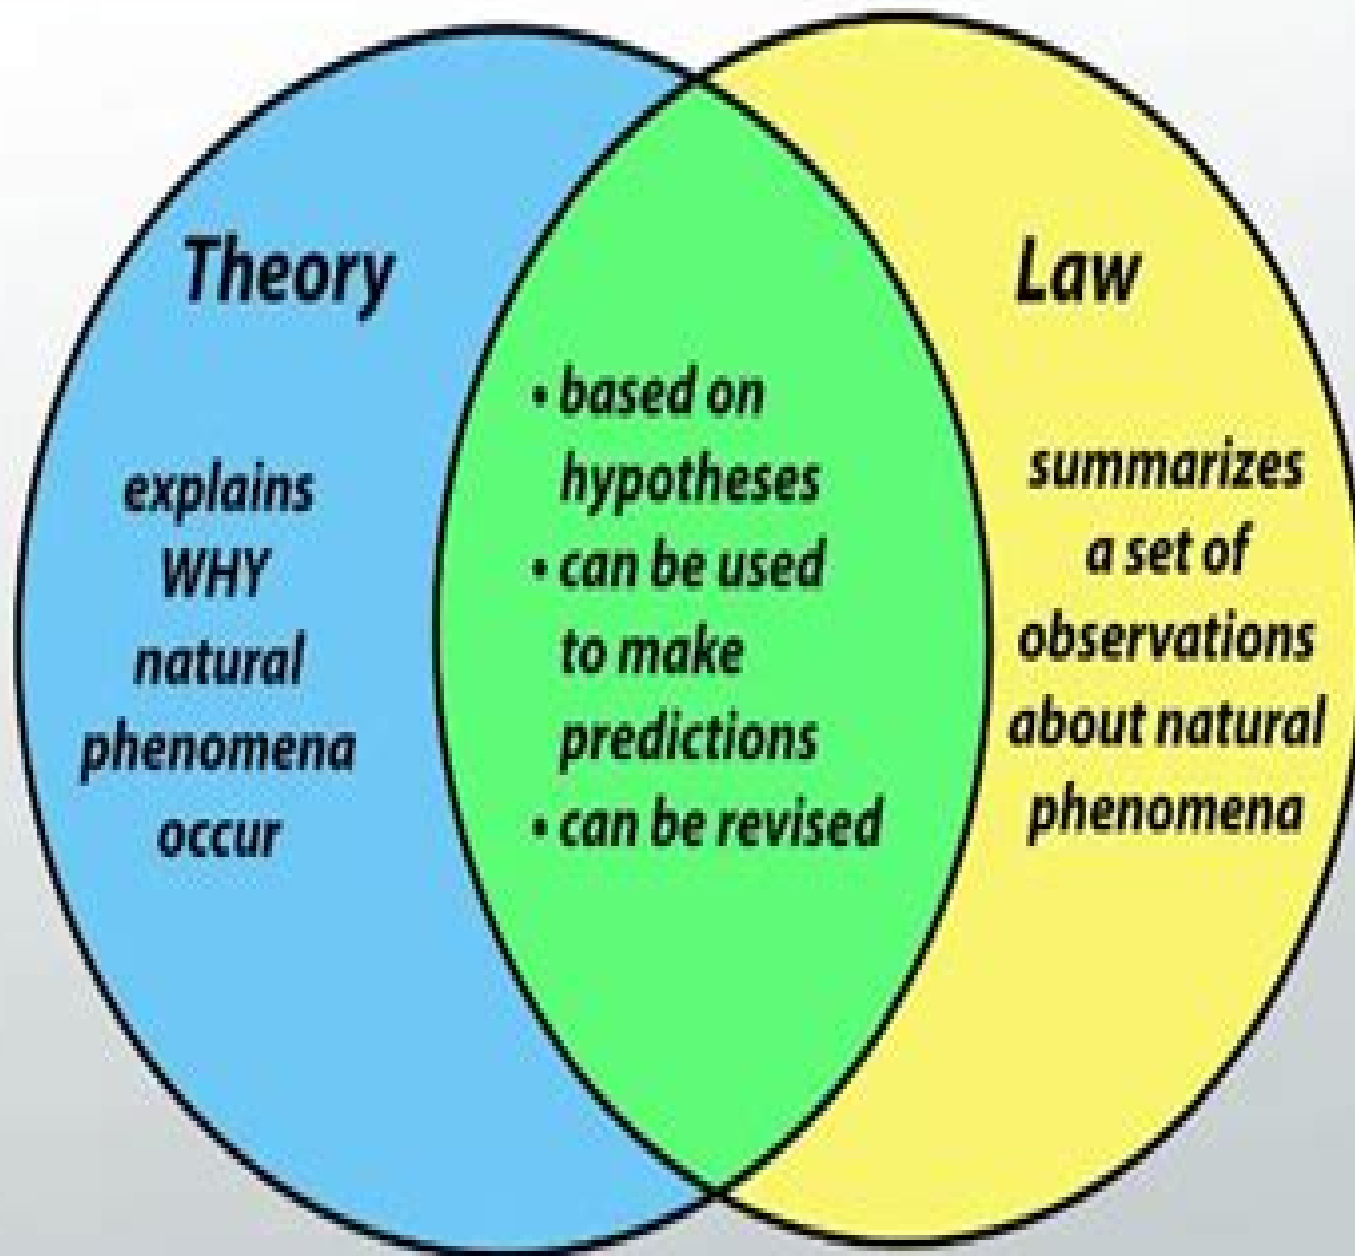 Theory
explains
WHY
natural
phenomena
occur
• based on
hypotheses
• can be used
to make
predictions
• can be revised
Law
summarizes
a set of
observations
about natural
phenomena